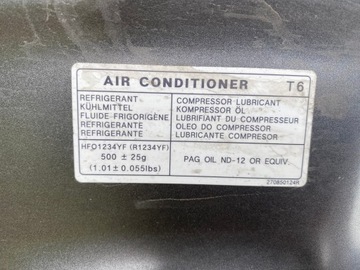 AIR CONDITIONER T6
REFRIGERANT
KÜHLMITTEL
FLUIDE-FRIGORIGÈNE
REFRIGERANTE
REFRIGERANTE
COMPRESSOR LUBRICANT
KOMPRESSOR ÖL
LUBRIFIANT DU COMPRESSEUR
OLEO DO COMPRESOR
LUBRICANTE COMPRESOR
HFO1234YF (R1234YF)
500 ± 25g
(1.01± 0.055lbs)
PAG OIL ND-12 OR EQUIV.
270850124R